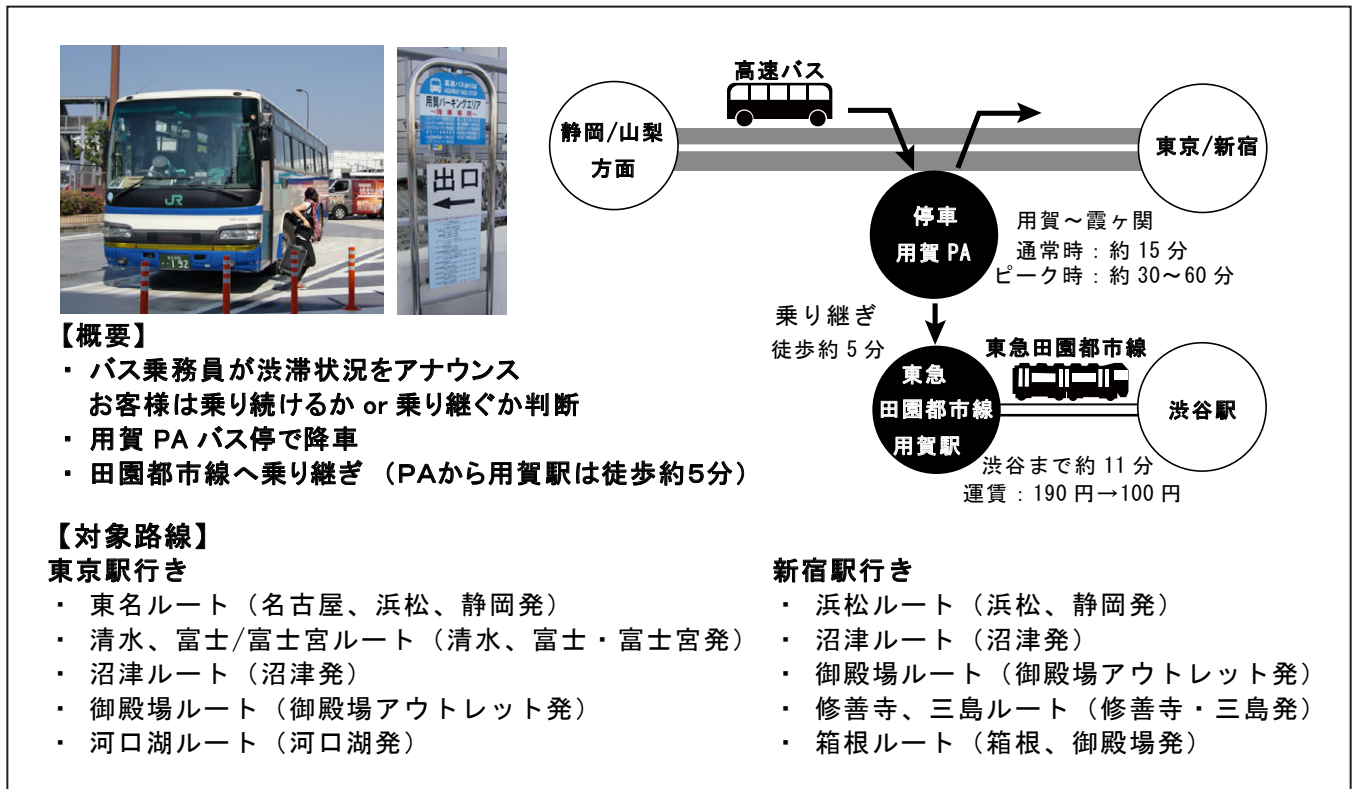 高速バスおりば
HIGHWAY BUS STOP
用賀パーキングエリア
～降車専用～
出口
JR
・192
高速バス
静岡/山梨
方面
東京/新宿
停車
用賀 PA
用賀～霞ヶ関
通常時：約 15 分
ピーク時：約 30～60 分
乗り継ぎ
徒歩約 5 分
東急田園都市線
東急
田園都市線
用賀駅
渋谷駅
渋谷まで約 11 分
運賃：190 円→100 円
【概要】
・ バス乗務員が渋滞状況をアナウンス
お客様は乗り続けるか or 乗り継ぐか判断
・ 用賀 PA バス停で降車
・ 田園都市線へ乗り継ぎ （PAから用賀駅は徒歩約5分）
【対象路線】
東京駅行き
・ 東名ルート（名古屋、浜松、静岡発）
・ 清水、富士/富士宮ルート（清水、富士・富士宮発）
・ 沼津ルート（沼津発）
・ 御殿場ルート（御殿場アウトレット発）
・ 河口湖ルート（河口湖発）
新宿駅行き
・ 浜松ルート（浜松、静岡発）
・ 沼津ルート（沼津発）
・ 御殿場ルート（御殿場アウトレット発）
・ 修善寺、三島ルート（修善寺・三島発）
・ 箱根ルート（箱根、御殿場発）